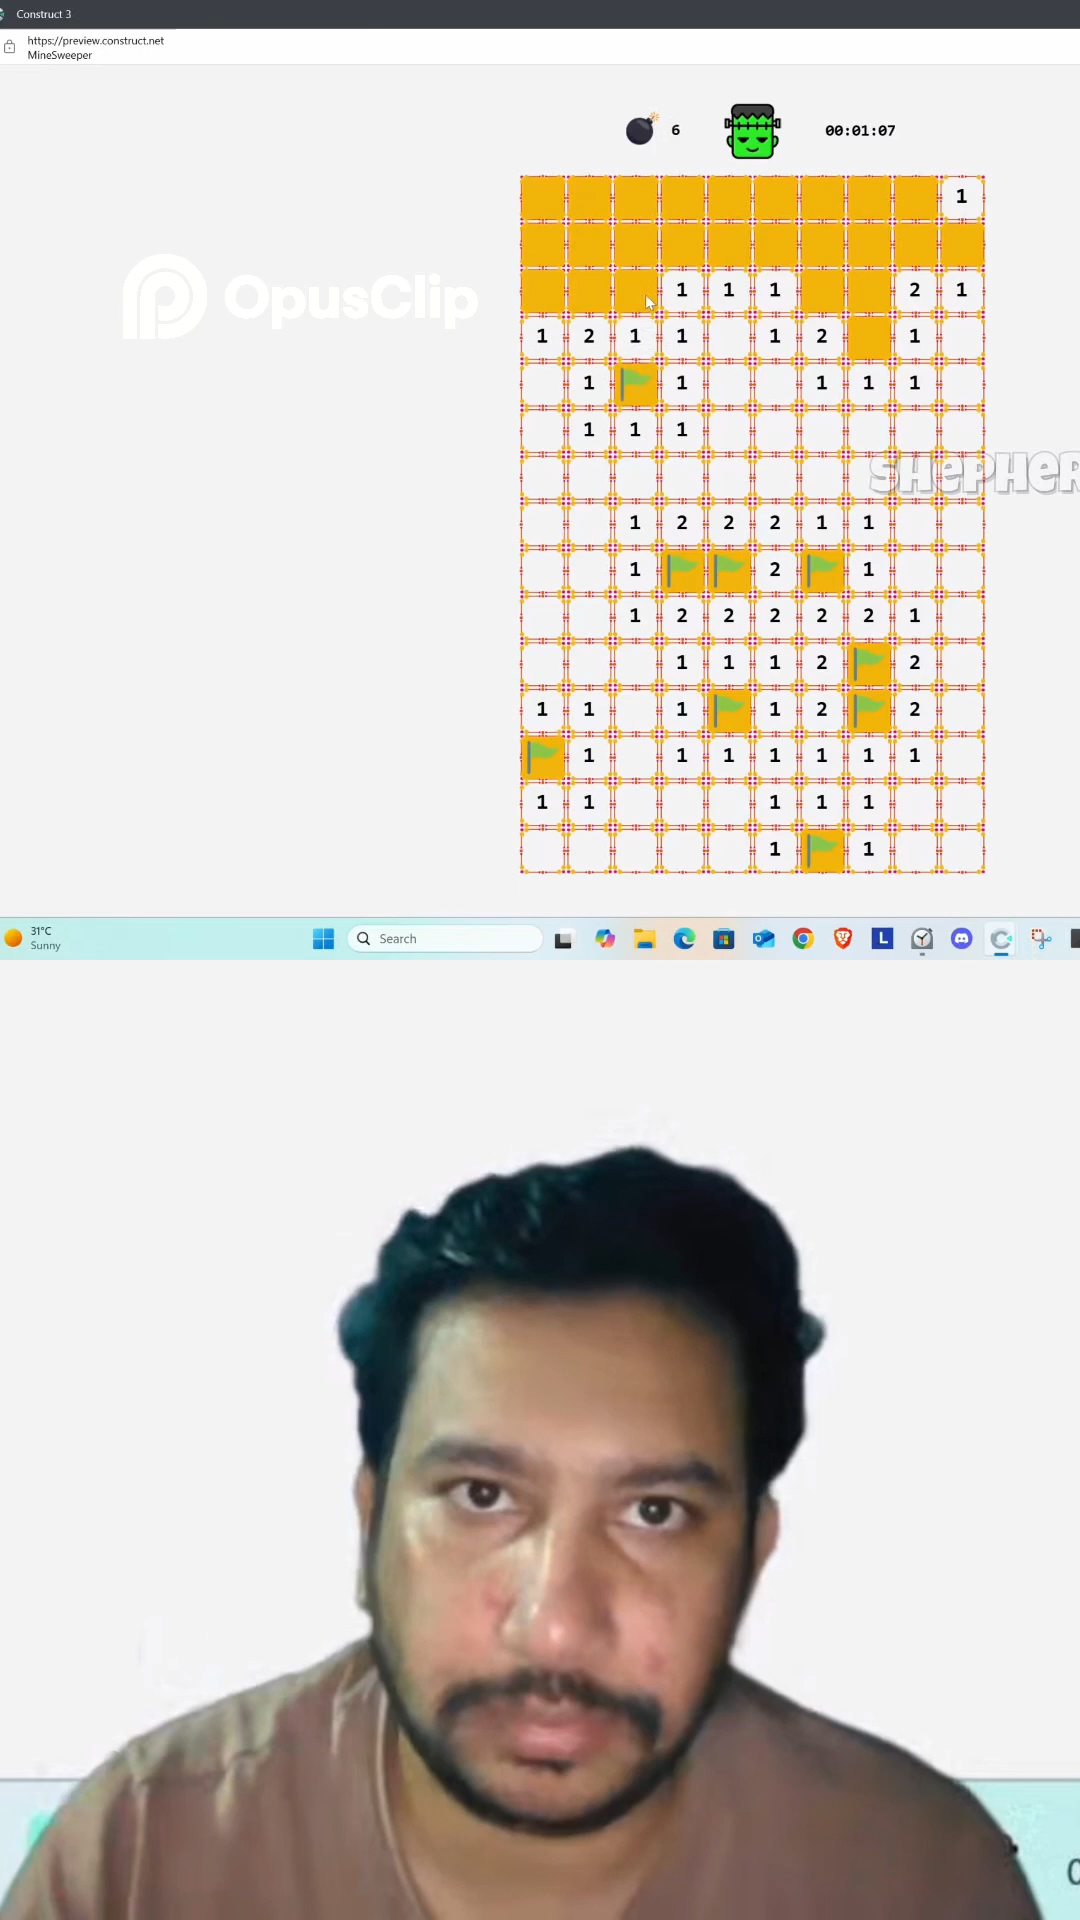 Construct 3
https://preview.construct.net
MineSweeper
6
00:01:07
1
OpusClip
1 1 1 2 1
1 2 1 1 1 2 1
1 1 1 1 1
1 1 1
SHEPHER
1 2 2 2 1 1
1 2 1
1 2 2 2 2 2 1
1 1 1 2 2
1 1 1 1 2 2
1 1 1 1 1 1 1
1 1 1 1 1
1 1
31°C
Sunny
Search
L